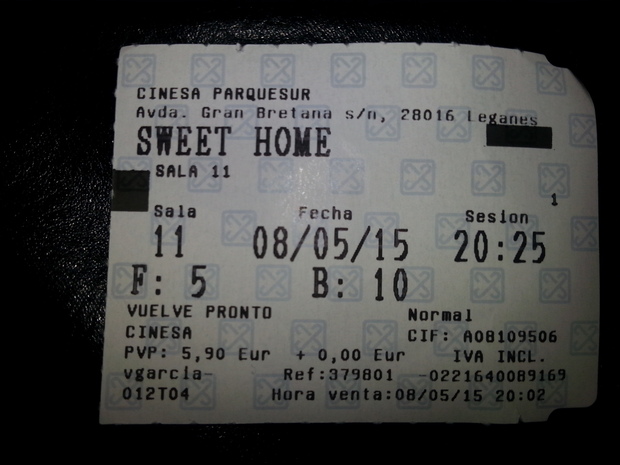 CINESA PARQUESUR
Avda. Gran Bretana s/n, 28016 Leganes
SWEET HOME
SALA 11
1
Sala Fecha Sesion
11 08/05/15 20:25
F: 5 B: 10
VUELVE PRONTO Normal
CINESA CIF: A08109506
PVP: 5,90 Eur + 0,00 Eur IVA INCL.
vgarcia- Ref:379801 -0221640089169
012T04 Hora venta:08/05/15 20:02